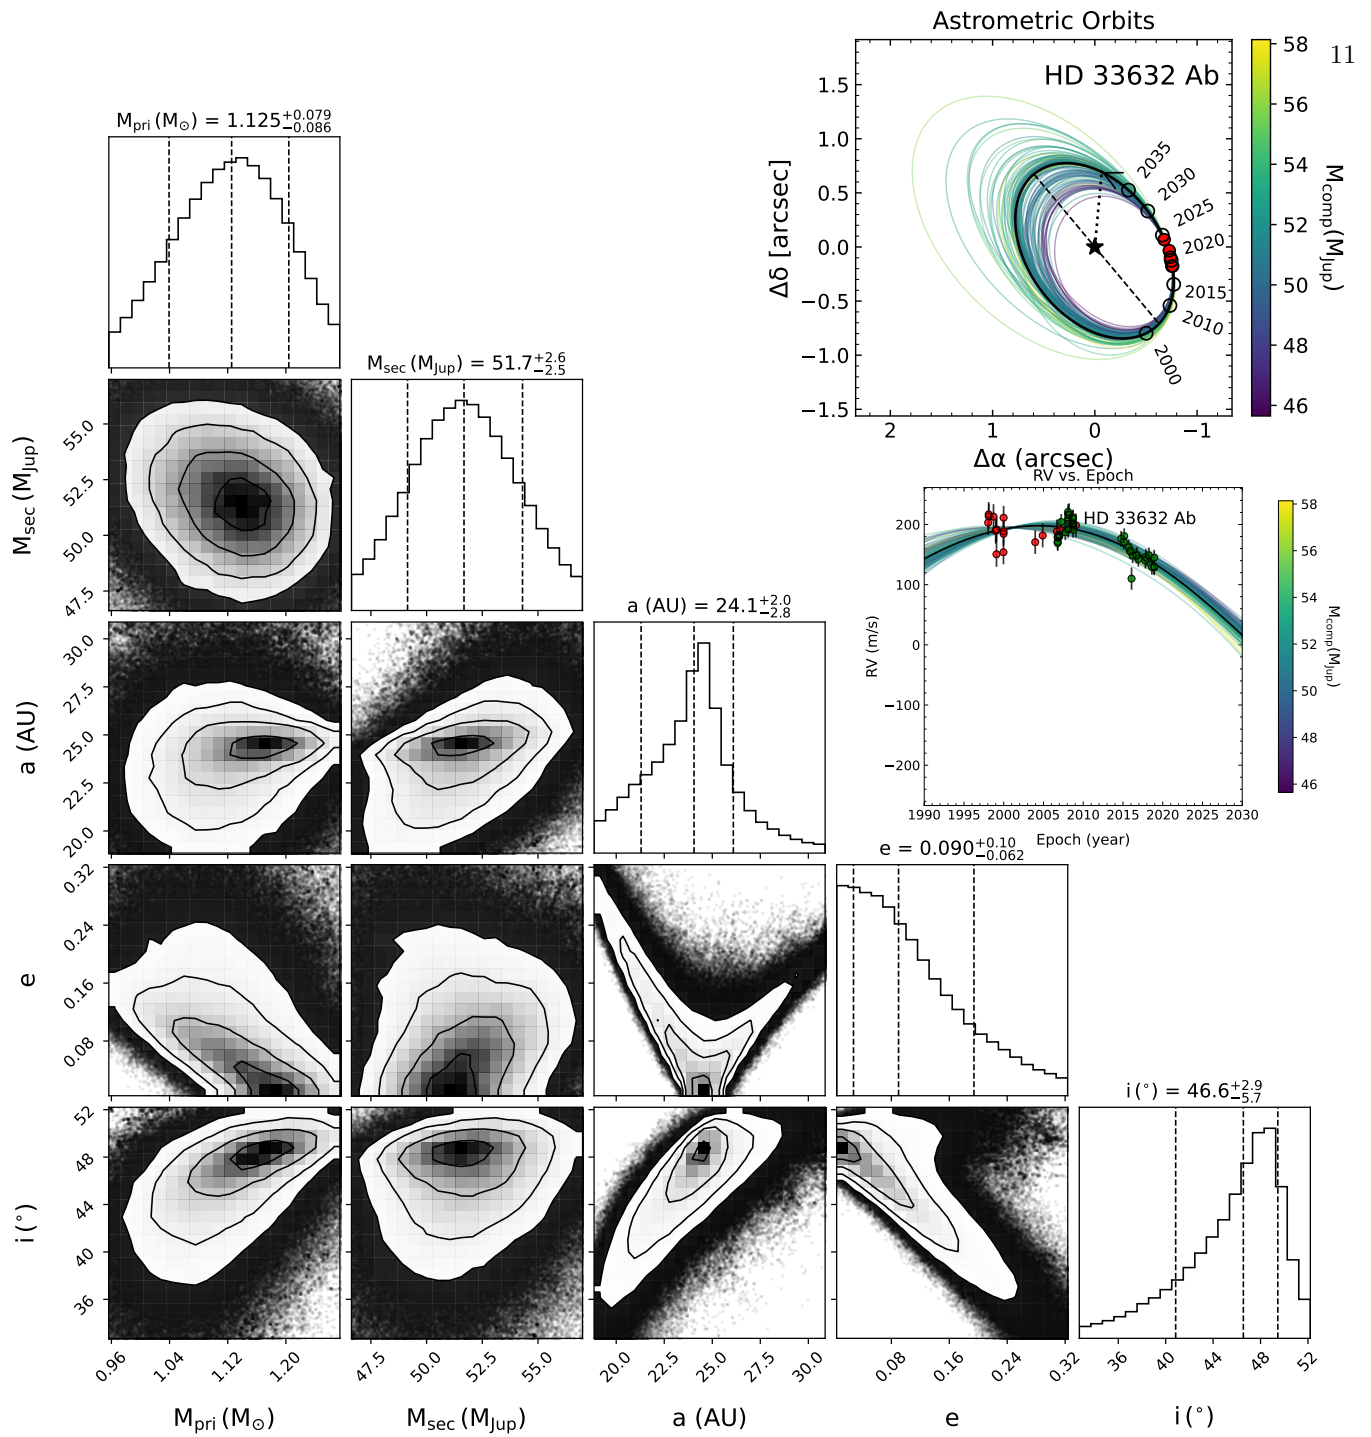 11
Astrometric Orbits
HD 33632 Ab
Δδ [arcsec]
1.5
1.0
0.5
0.0
−0.5
−1.0
−1.5
2 1 0 −1
Δα (arcsec)
2035
2030
2025
2020
2015
2010
2000
58
56
54
52
50
48
46
M_comp(M_Jup)
RV vs. Epoch
HD 33632 Ab
RV (m/s)
200
100
0
−100
−200
1990 1995 2000 2005 2010 2015 2020 2025 2030
Epoch (year)
58
56
54
52
50
48
46
M_comp(M_Jup)
M_pri (M_⊙) = 1.125^{+0.079}_{−0.086}
M_sec (M_Jup) = 51.7^{+2.6}_{−2.5}
a (AU) = 24.1^{+2.0}_{−2.8}
e = 0.090^{+0.10}_{−0.062}
i (°) = 46.6^{+2.9}_{−5.7}
M_sec (M_Jup)
55.0
52.5
50.0
47.5
a (AU)
30.0
27.5
25.0
22.5
20.0
e
0.32
0.24
0.16
0.08
i (°)
52
48
44
40
36
0.96 1.04 1.12 1.20
47.5 50.0 52.5 55.0
20.0 22.5 25.0 27.5 30.0
0.08 0.16 0.24 0.32
36 40 44 48 52
M_pri (M_⊙)
M_sec (M_Jup)
a (AU)
e
i (°)